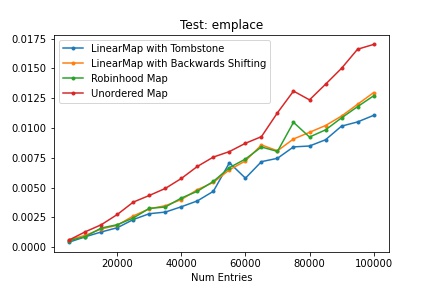 Test: emplace
0.0175
0.0150
0.0125
0.0100
0.0075
0.0050
0.0025
0.0000
LinearMap with Tombstone
LinearMap with Backwards Shifting
Robinhood Map
Unordered Map
20000 40000 60000 80000 100000
Num Entries